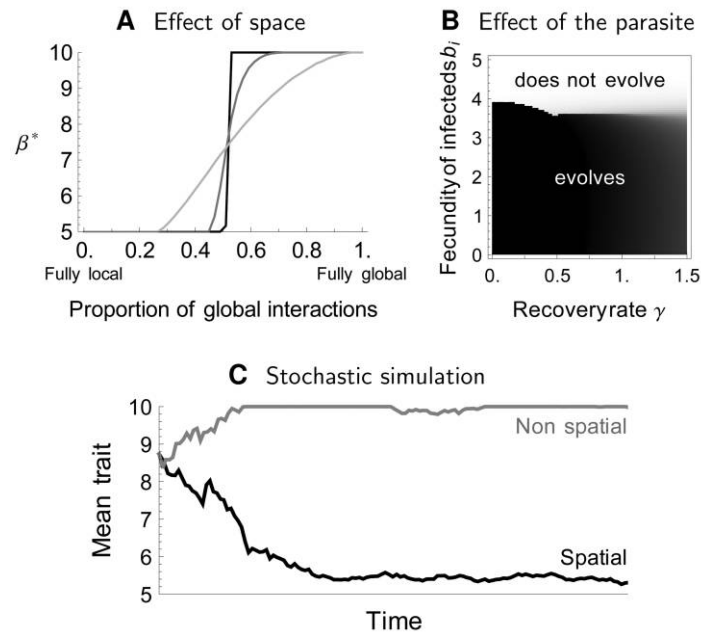 A Effect of space
10
9
8
β*
7
6
5
0. 0.2 0.4 0.6 0.8 1.
Fully local Fully global
Proportion of global interactions
B Effect of the parasite
Fecundity of infecteds b_i
5
4
3
2
1
0
does not evolve
evolves
0. 0.5 1. 1.5
Recoveryrate γ
C Stochastic simulation
Mean trait
10
9
8
7
6
5
Non spatial
Spatial
Time